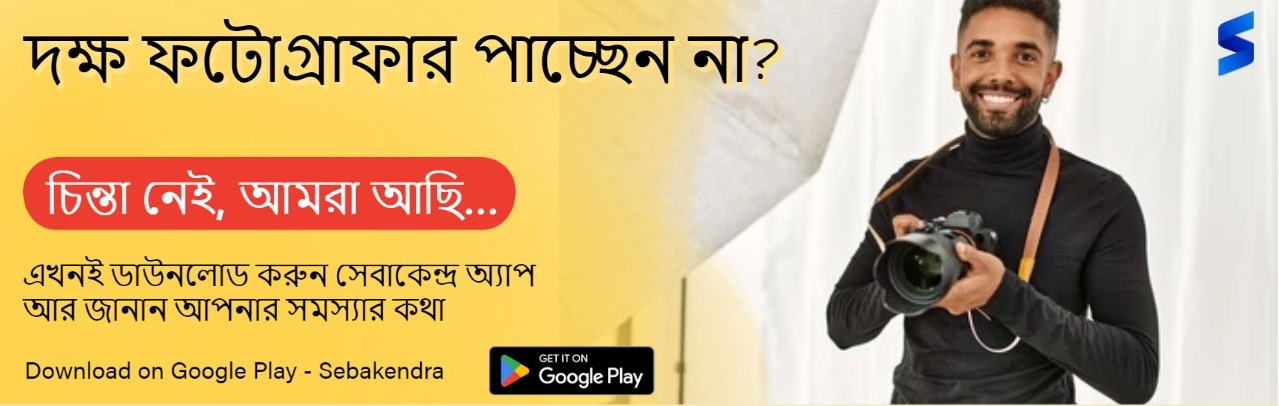 দক্ষ ফটোগ্রাফার পাচ্ছেন না?
চিন্তা নেই, আমরা আছি...
এখনই ডাউনলোড করুন সেবাকেন্দ্র অ্যাপ
আর জানান আপনার সমস্যার কথা
Download on Google Play - Sebakendra
GET IT ON
Google Play